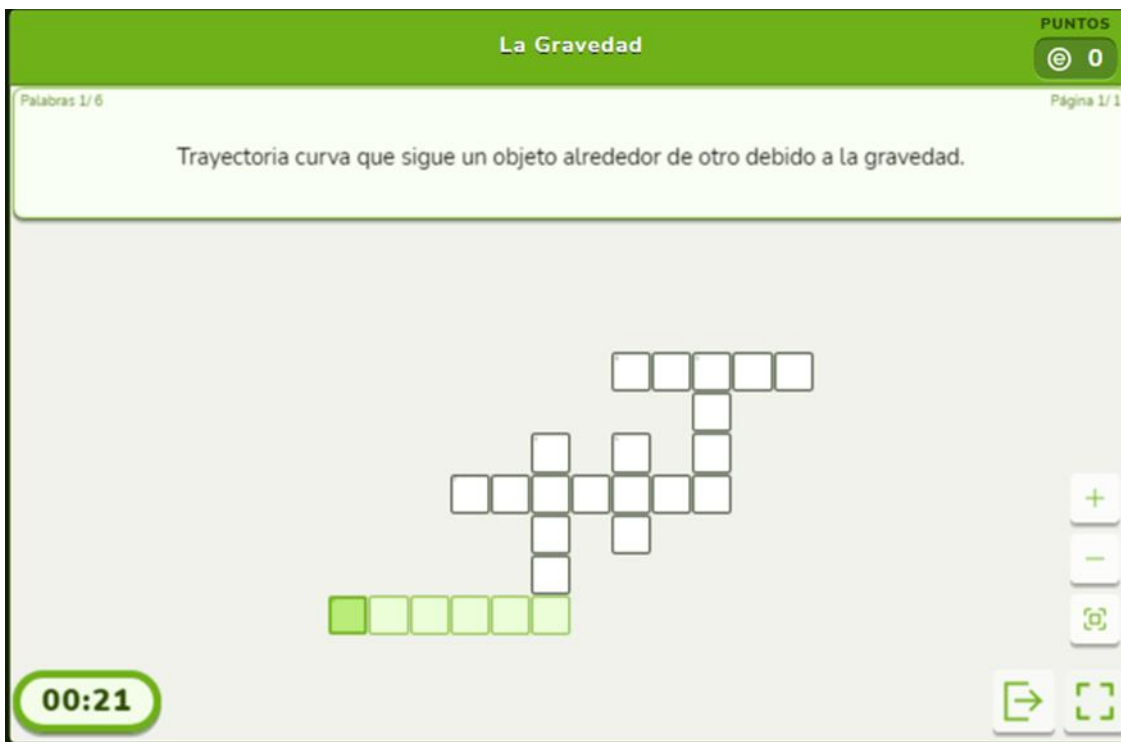 La Gravedad
PUNTOS
0
Palabras 1/6
Página 1/1
Trayectoria curva que sigue un objeto alrededor de otro debido a la gravedad.
00:21